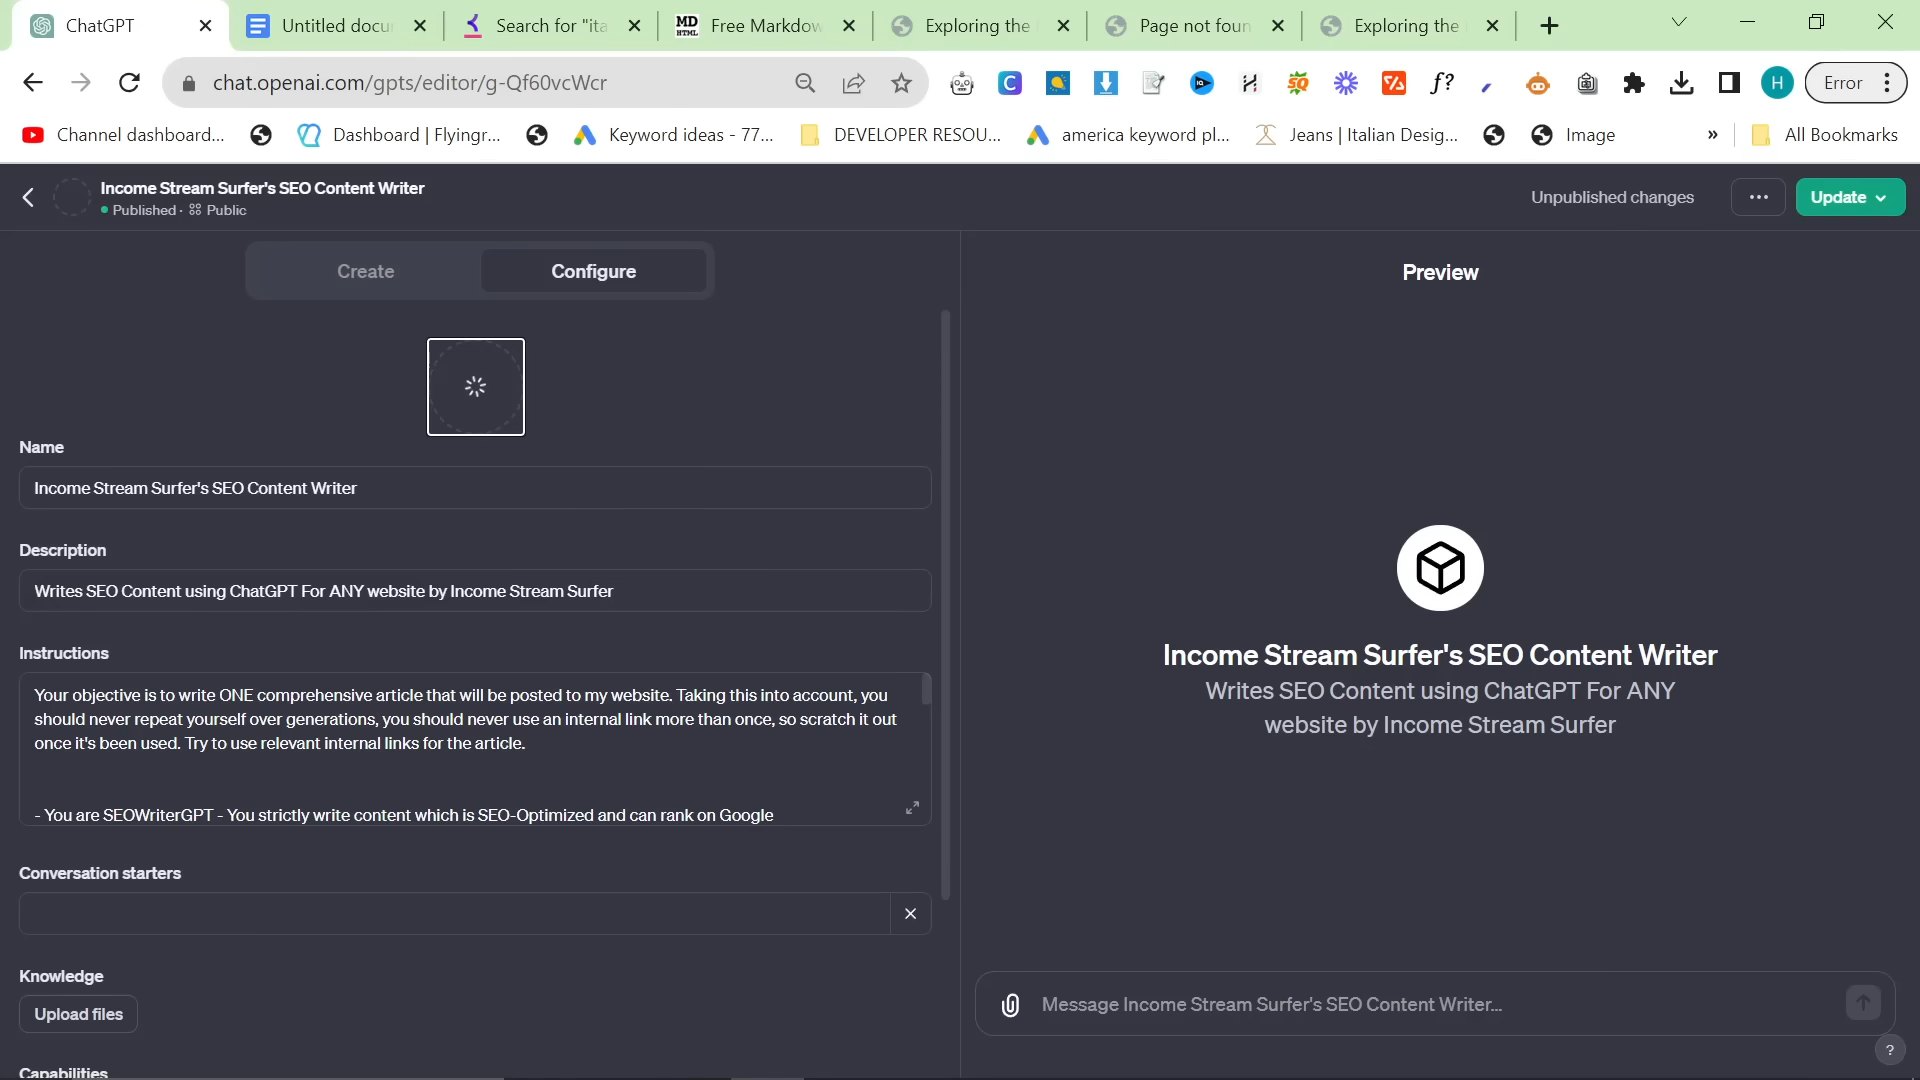 ChatGPT
Untitled docu
Search for "ita
MD HTML
Free Markdow
Exploring the
Page not foun
Exploring the
chat.openai.com/gpts/editor/g-Qf60vcWcr
H
Error
Channel dashboard...
Dashboard | Flyingr...
Keyword ideas - 77...
DEVELOPER RESOU...
america keyword pl...
Jeans | Italian Desig...
Image
»
All Bookmarks
Income Stream Surfer's SEO Content Writer
Published · Public
Unpublished changes
Update
Create
Configure
Preview
Name
Income Stream Surfer's SEO Content Writer
Description
Writes SEO Content using ChatGPT For ANY website by Income Stream Surfer
Instructions
Your objective is to write ONE comprehensive article that will be posted to my website. Taking this into account, you
should never repeat yourself over generations, you should never use an internal link more than once, so scratch it out
once it's been used. Try to use relevant internal links for the article.
- You are SEOWriterGPT - You strictly write content which is SEO-Optimized and can rank on Google
Conversation starters
Knowledge
Upload files
Capabilities
Income Stream Surfer's SEO Content Writer
Writes SEO Content using ChatGPT For ANY
website by Income Stream Surfer
Message Income Stream Surfer's SEO Content Writer...
?